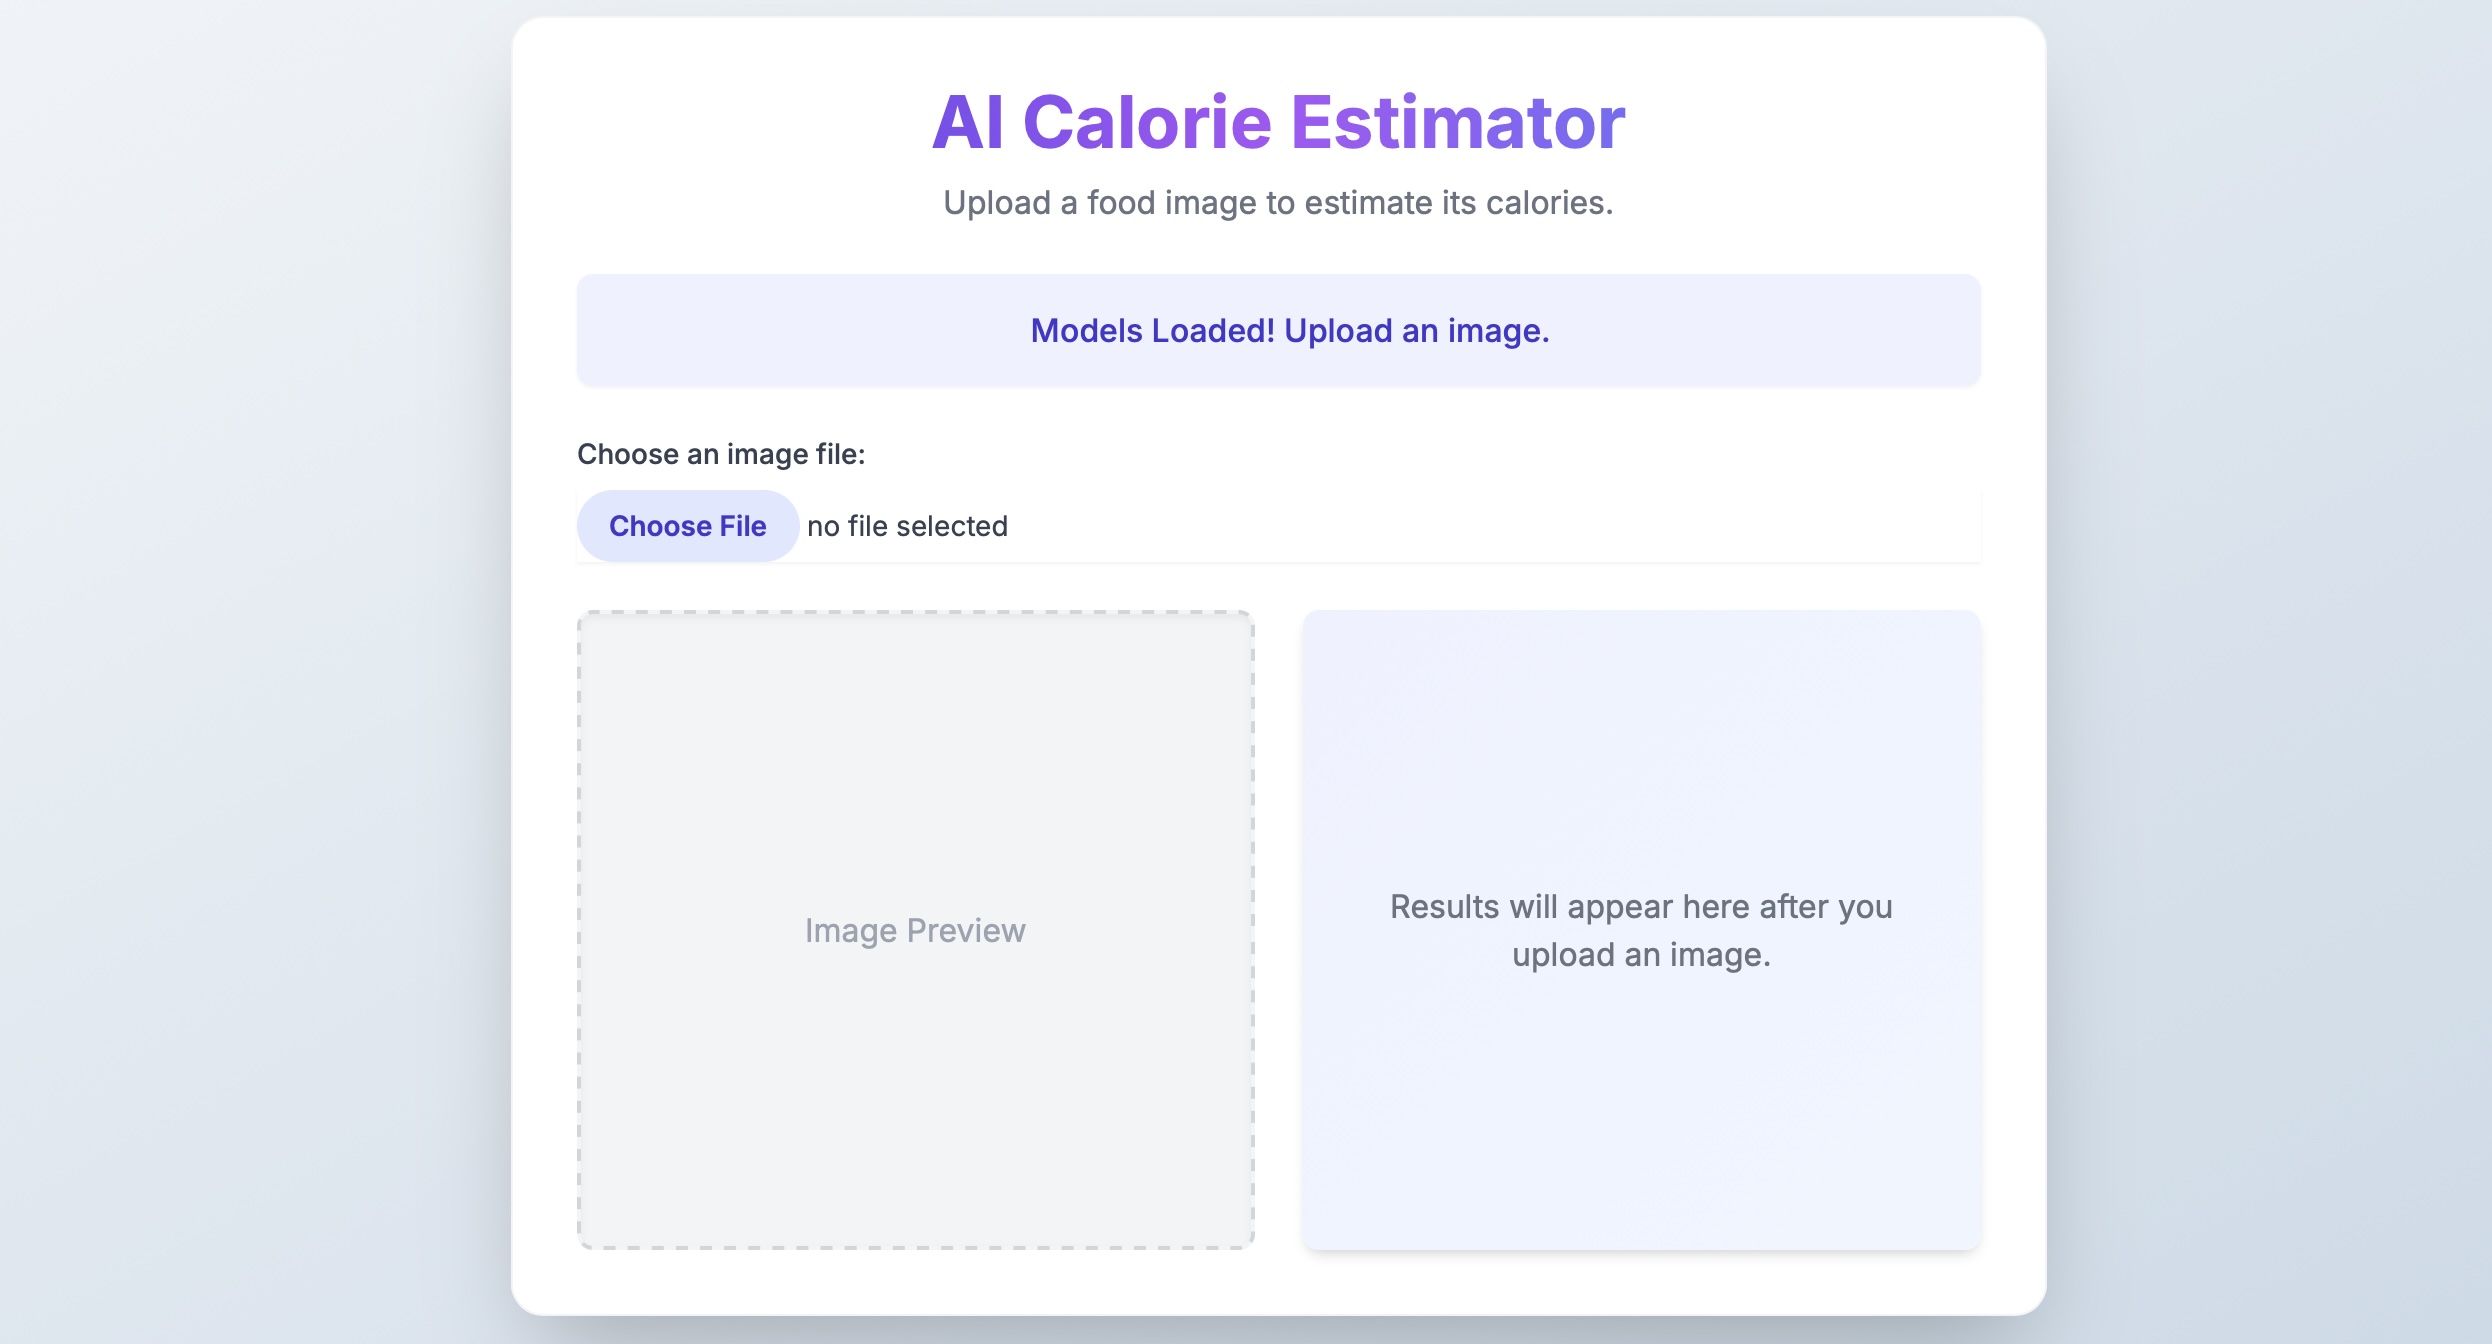 AI Calorie Estimator
Upload a food image to estimate its calories.
Models Loaded! Upload an image.
Choose an image file:
Choose File no file selected
Image Preview
Results will appear here after you
upload an image.